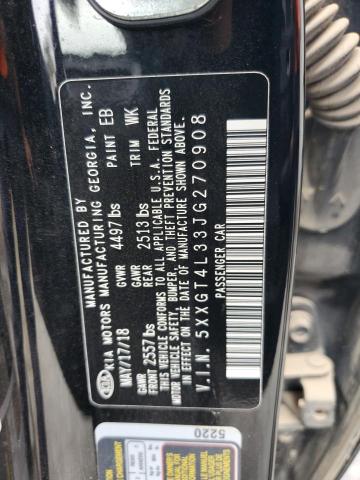 MANUFACTURED BY
KIA MOTORS MANUFACTURING GEORGIA, INC.
MAY/17/18 GVWR 4497 lbs PAINT EB
GAWR FRONT 2557 lbs GAWR REAR 2513 lbs TRIM WK
THIS VEHICLE CONFORMS TO ALL APPLICABLE U.S.A. FEDERAL
MOTOR VEHICLE SAFETY, BUMPER, AND THEFT PREVENTION STANDARDS
IN EFFECT ON THE DATE OF MANUFACTURE SHOWN ABOVE.
V.I.N. 5XXGT4L33JG270908
PASSENGER CAR
5220